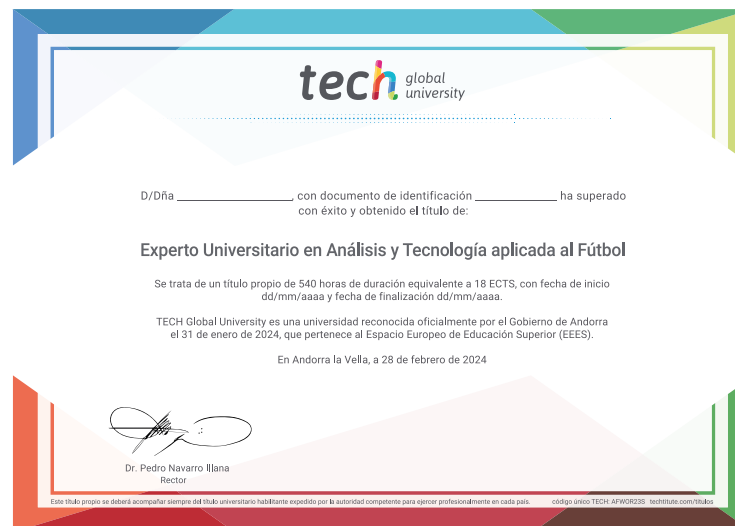 tech global university
D/Dña ____________________, con documento de identificación ______________ ha superado
con éxito y obtenido el título de:
Experto Universitario en Análisis y Tecnología aplicada al Fútbol
Se trata de un título propio de 540 horas de duración equivalente a 18 ECTS, con fecha de inicio
dd/mm/aaaa y fecha de finalización dd/mm/aaaa.
TECH Global University es una universidad reconocida oficialmente por el Gobierno de Andorra
el 31 de enero de 2024, que pertenece al Espacio Europeo de Educación Superior (EEES).
En Andorra la Vella, a 28 de febrero de 2024
Dr. Pedro Navarro Illana
Rector
Este título propio se deberá acompañar siempre del título universitario habilitante expedido por la autoridad competente para ejercer profesionalmente en cada país. código único TECH: AFWOR23S techtitute.com/titulos